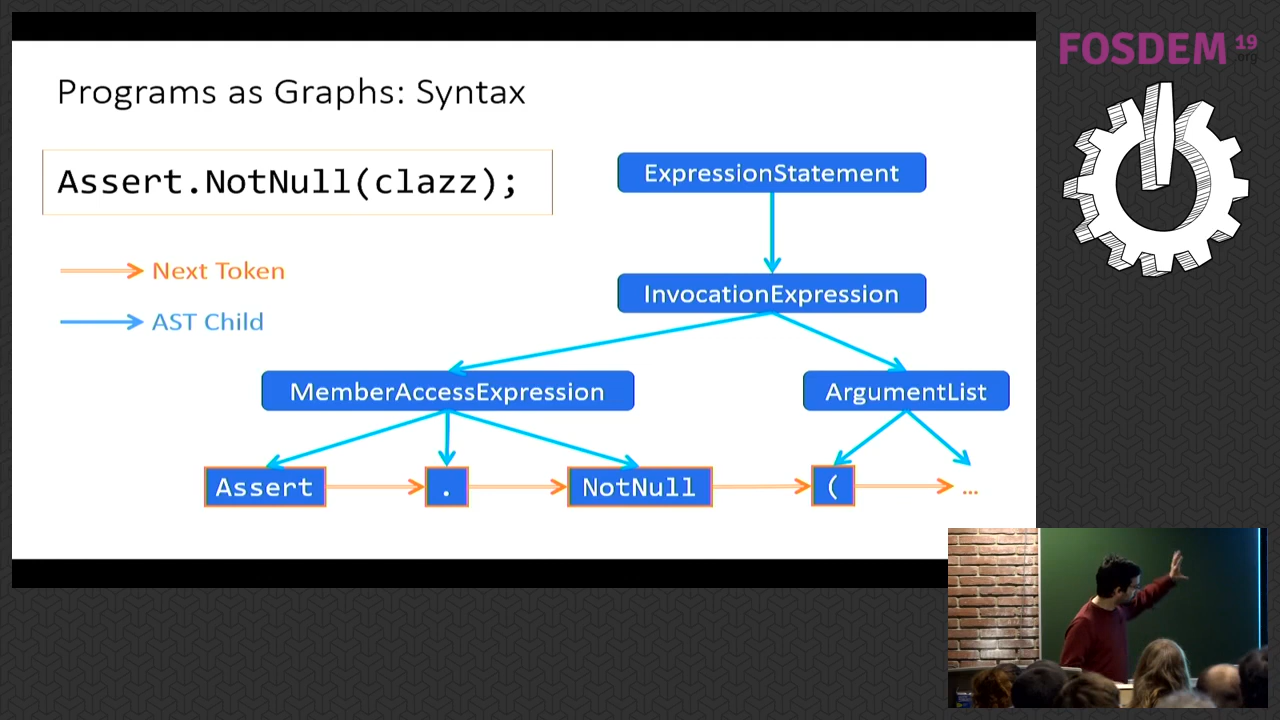 FOSDEM 19
.org
Programs as Graphs: Syntax
Assert.NotNull(clazz);
Next Token
AST Child
ExpressionStatement
InvocationExpression
MemberAccessExpression
ArgumentList
Assert
.
NotNull
(
...